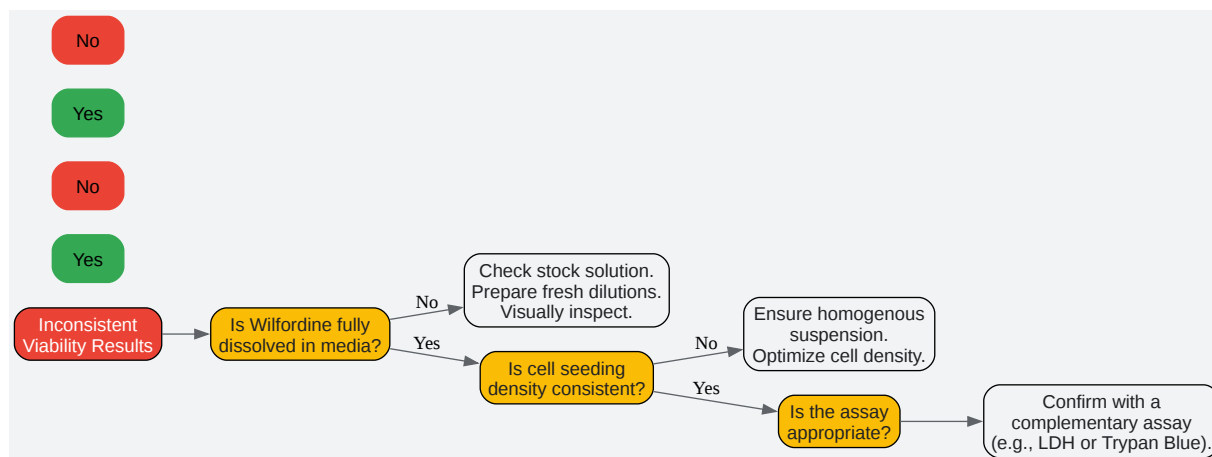 No
Yes
No
Yes
Inconsistent
Viability Results
Is Wilfordine fully
dissolved in media?
No
Yes
Check stock solution.
Prepare fresh dilutions.
Visually inspect.
Is cell seeding
density consistent?
No
Yes
Ensure homogenous
suspension.
Optimize cell density.
Is the assay
appropriate?
Confirm with a
complementary assay
(e.g., LDH or Trypan Blue).